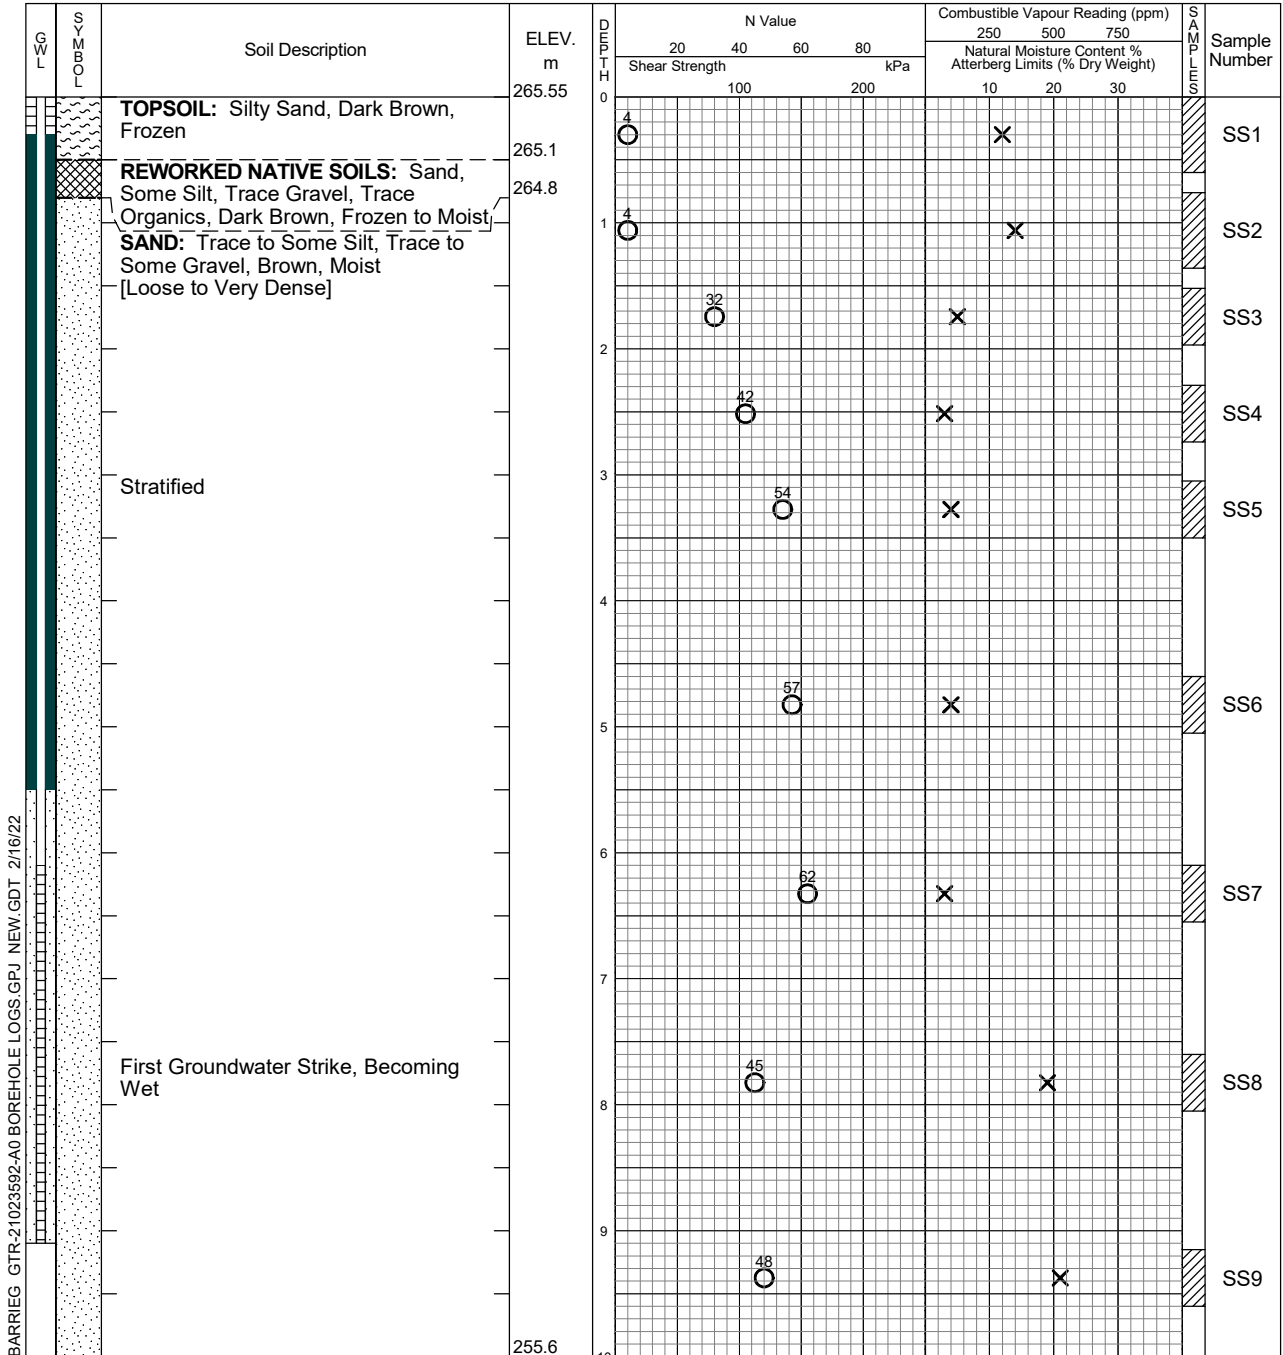 GWL
SYMBOL
Soil Description
ELEV.
m
DEPTH
N Value
20 40 60 80
Shear Strength kPa
100 200
Combustible Vapour Reading (ppm)
250 500 750
Natural Moisture Content %
Atterberg Limits (% Dry Weight)
10 20 30
SAMPLES
Sample
Number
265.55
0
TOPSOIL: Silty Sand, Dark Brown,
Frozen
4
SS1
265.1
REWORKED NATIVE SOILS: Sand,
Some Silt, Trace Gravel, Trace
Organics, Dark Brown, Frozen to Moist
264.8
4
1
SS2
SAND: Trace to Some Silt, Trace to
Some Gravel, Brown, Moist
[Loose to Very Dense]
32
SS3
2
42
SS4
3
Stratified
54
SS5
4
57
SS6
5
6
62
SS7
7
First Groundwater Strike, Becoming
Wet
45
SS8
8
9
48
SS9
255.6
10
BARRIEG GTR-21023592-A0 BOREHOLE LOGS.GPJ NEW.GDT 2/16/22